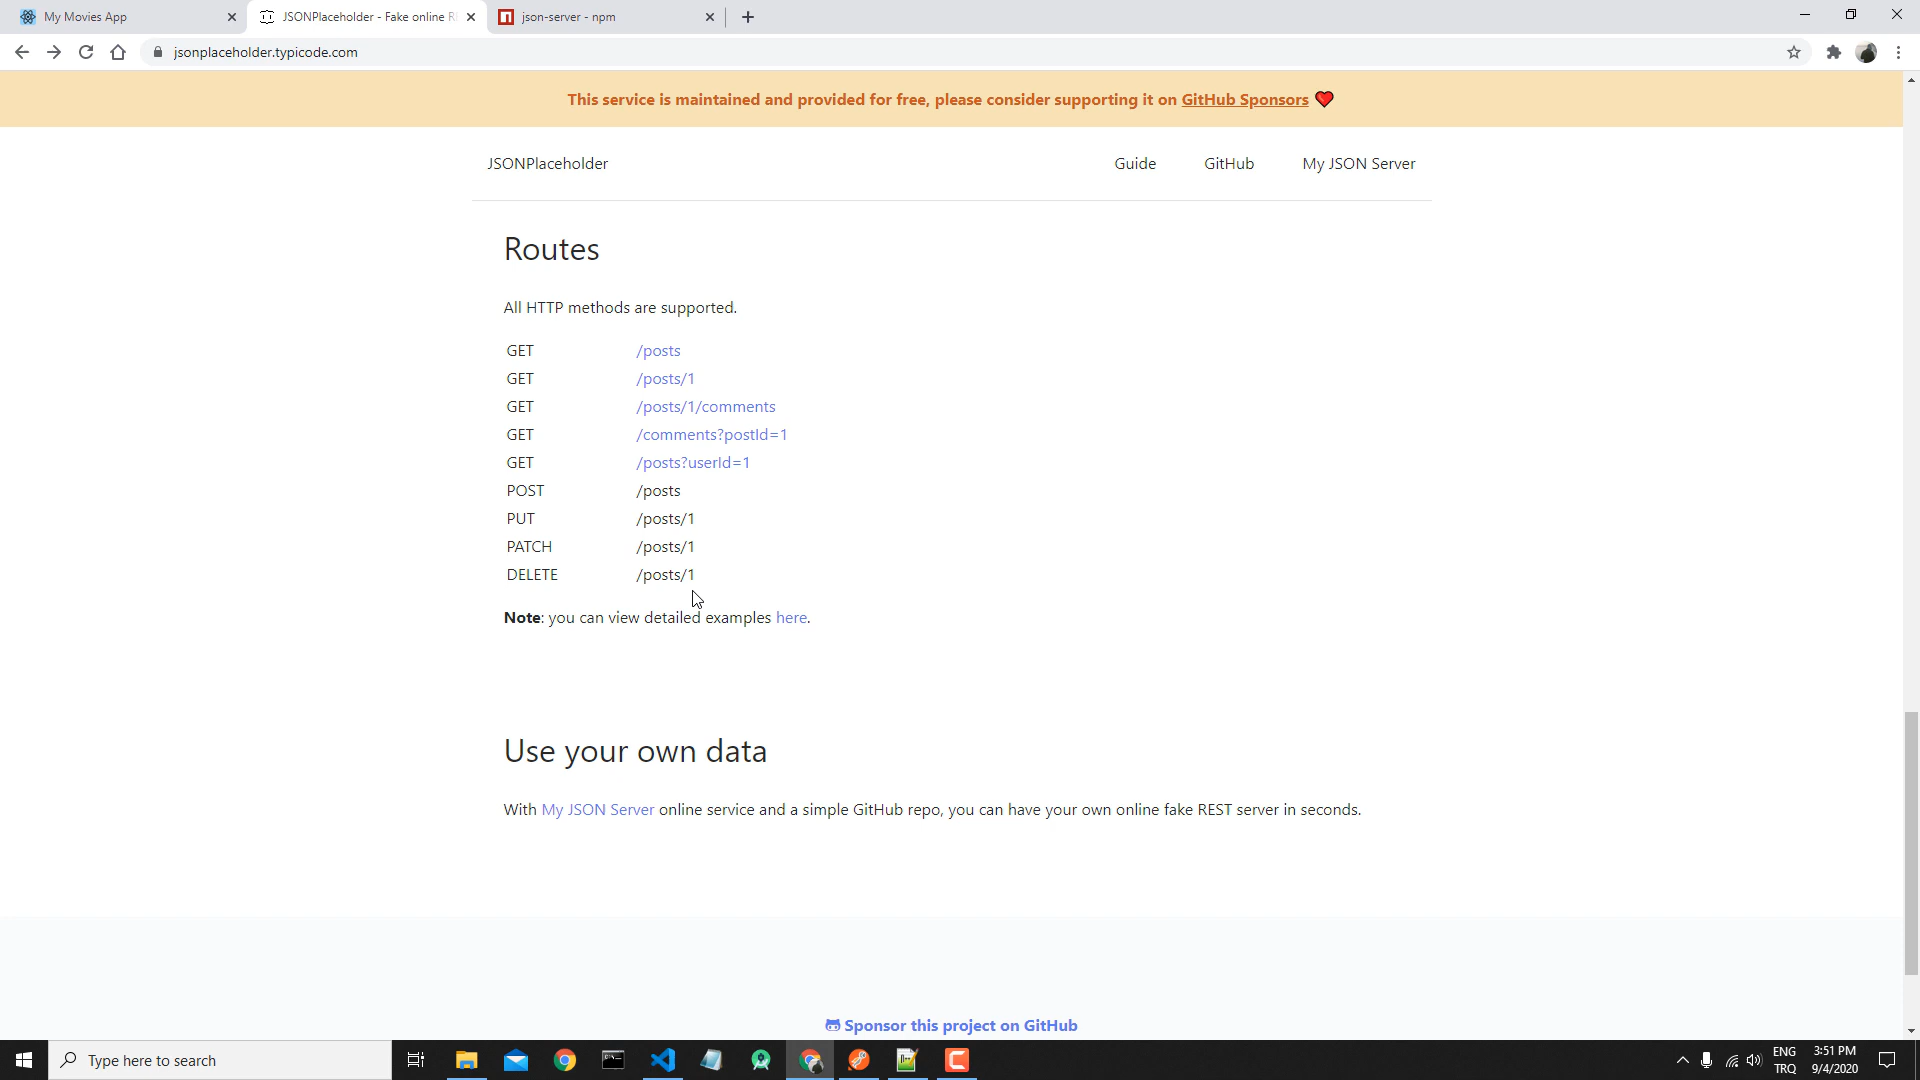 My Movies App
JSONPlaceholder - Fake online R
json-server - npm
jsonplaceholder.typicode.com
This service is maintained and provided for free, please consider supporting it on GitHub Sponsors
JSONPlaceholder
Guide
GitHub
My JSON Server
Routes
All HTTP methods are supported.
GET /posts
GET /posts/1
GET /posts/1/comments
GET /comments?postId=1
GET /posts?userId=1
POST /posts
PUT /posts/1
PATCH /posts/1
DELETE /posts/1
Note: you can view detailed examples here.
Use your own data
With My JSON Server online service and a simple GitHub repo, you can have your own online fake REST server in seconds.
Sponsor this project on GitHub
Type here to search
ENG
TRQ
3:51 PM
9/4/2020